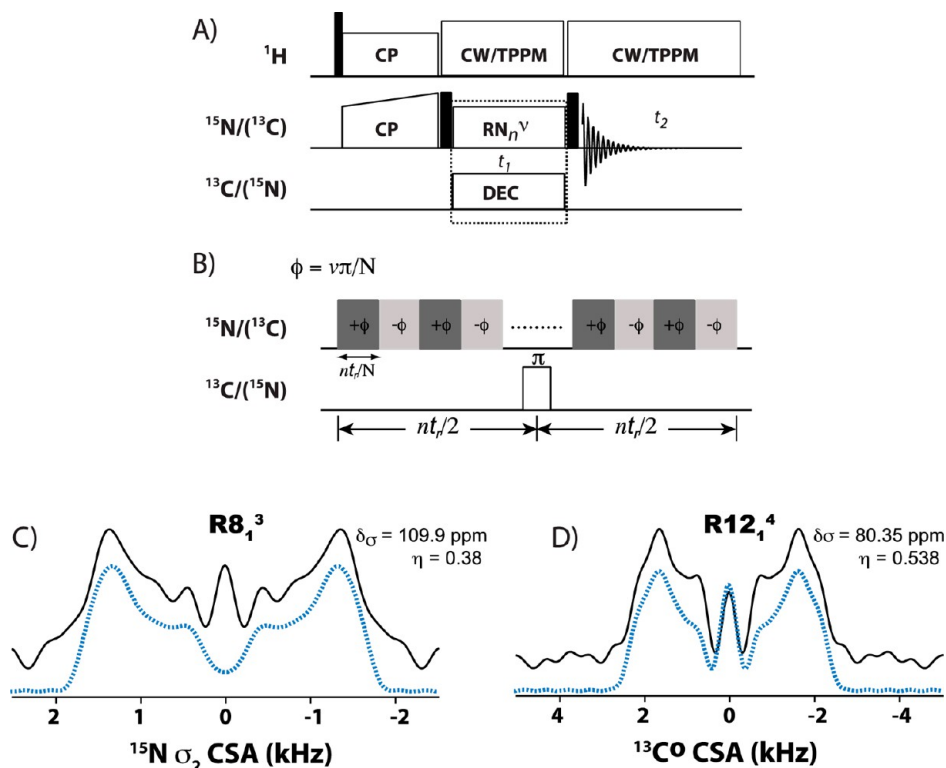 A)
¹H
CP
CW/TPPM
CW/TPPM
¹⁵N/(¹³C)
CP
RNₙᵛ
t₂
t₁
¹³C/(¹⁵N)
DEC
B)
ϕ = νπ/N
¹⁵N/(¹³C)
+ϕ -ϕ +ϕ -ϕ ......... +ϕ -ϕ +ϕ -ϕ
ntᵣ/N
π
¹³C/(¹⁵N)
ntᵣ/2 ntᵣ/2
C)
R8₁³
δσ = 109.9 ppm
η = 0.38
2 1 0 -1 -2
¹⁵N σ₂ CSA (kHz)
D)
R12₁⁴
δσ = 80.35 ppm
η = 0.538
4 2 0 -2 -4
¹³Cᴼ CSA (kHz)